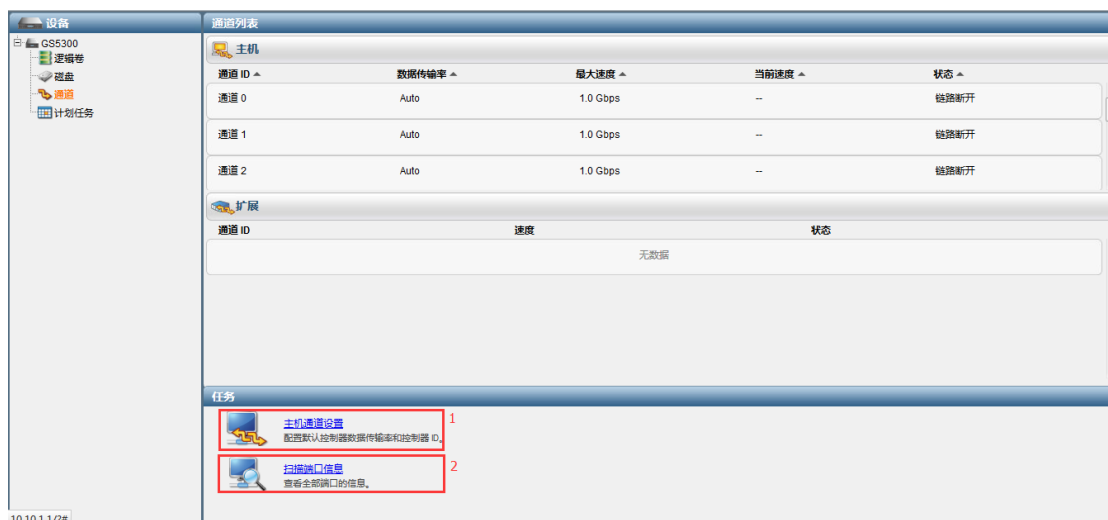 设备
GS5300
逻辑卷
磁盘
通道
计划任务
通道列表
主机
通道 ID 数据传输率 最大速度 当前速度 状态
通道 0 Auto 1.0 Gbps -- 链路断开
通道 1 Auto 1.0 Gbps -- 链路断开
通道 2 Auto 1.0 Gbps -- 链路断开
扩展
通道 ID 速度 状态
无数据
任务
主机通道设置 1
配置默认控制器数据传输率和控制器 ID。
扫描端口信息 2
查看全部端口的信息。
10.10.1.1/2#